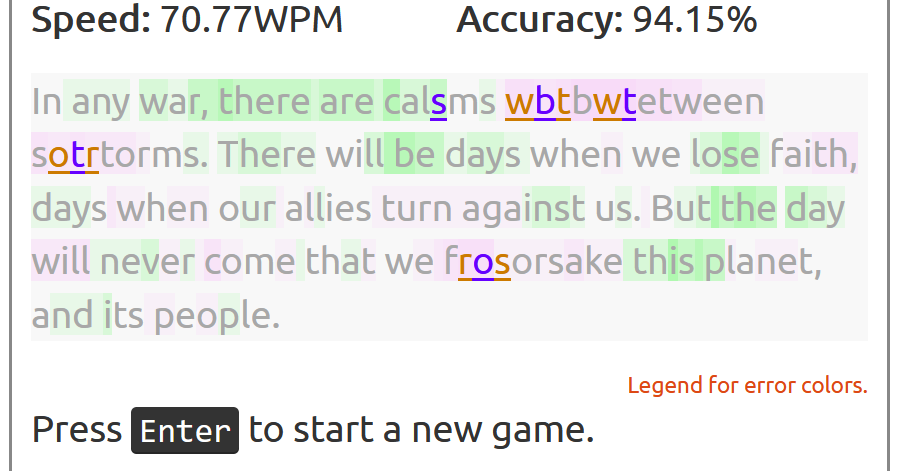 Speed: 70.77WPM Accuracy: 94.15%
In any war, there are calsms wbtbwtetween
sotrtorms. There will be days when we lose faith,
days when our allies turn against us. But the day
will never come that we frosorsake this planet,
and its people.
Legend for error colors.
Press Enter to start a new game.